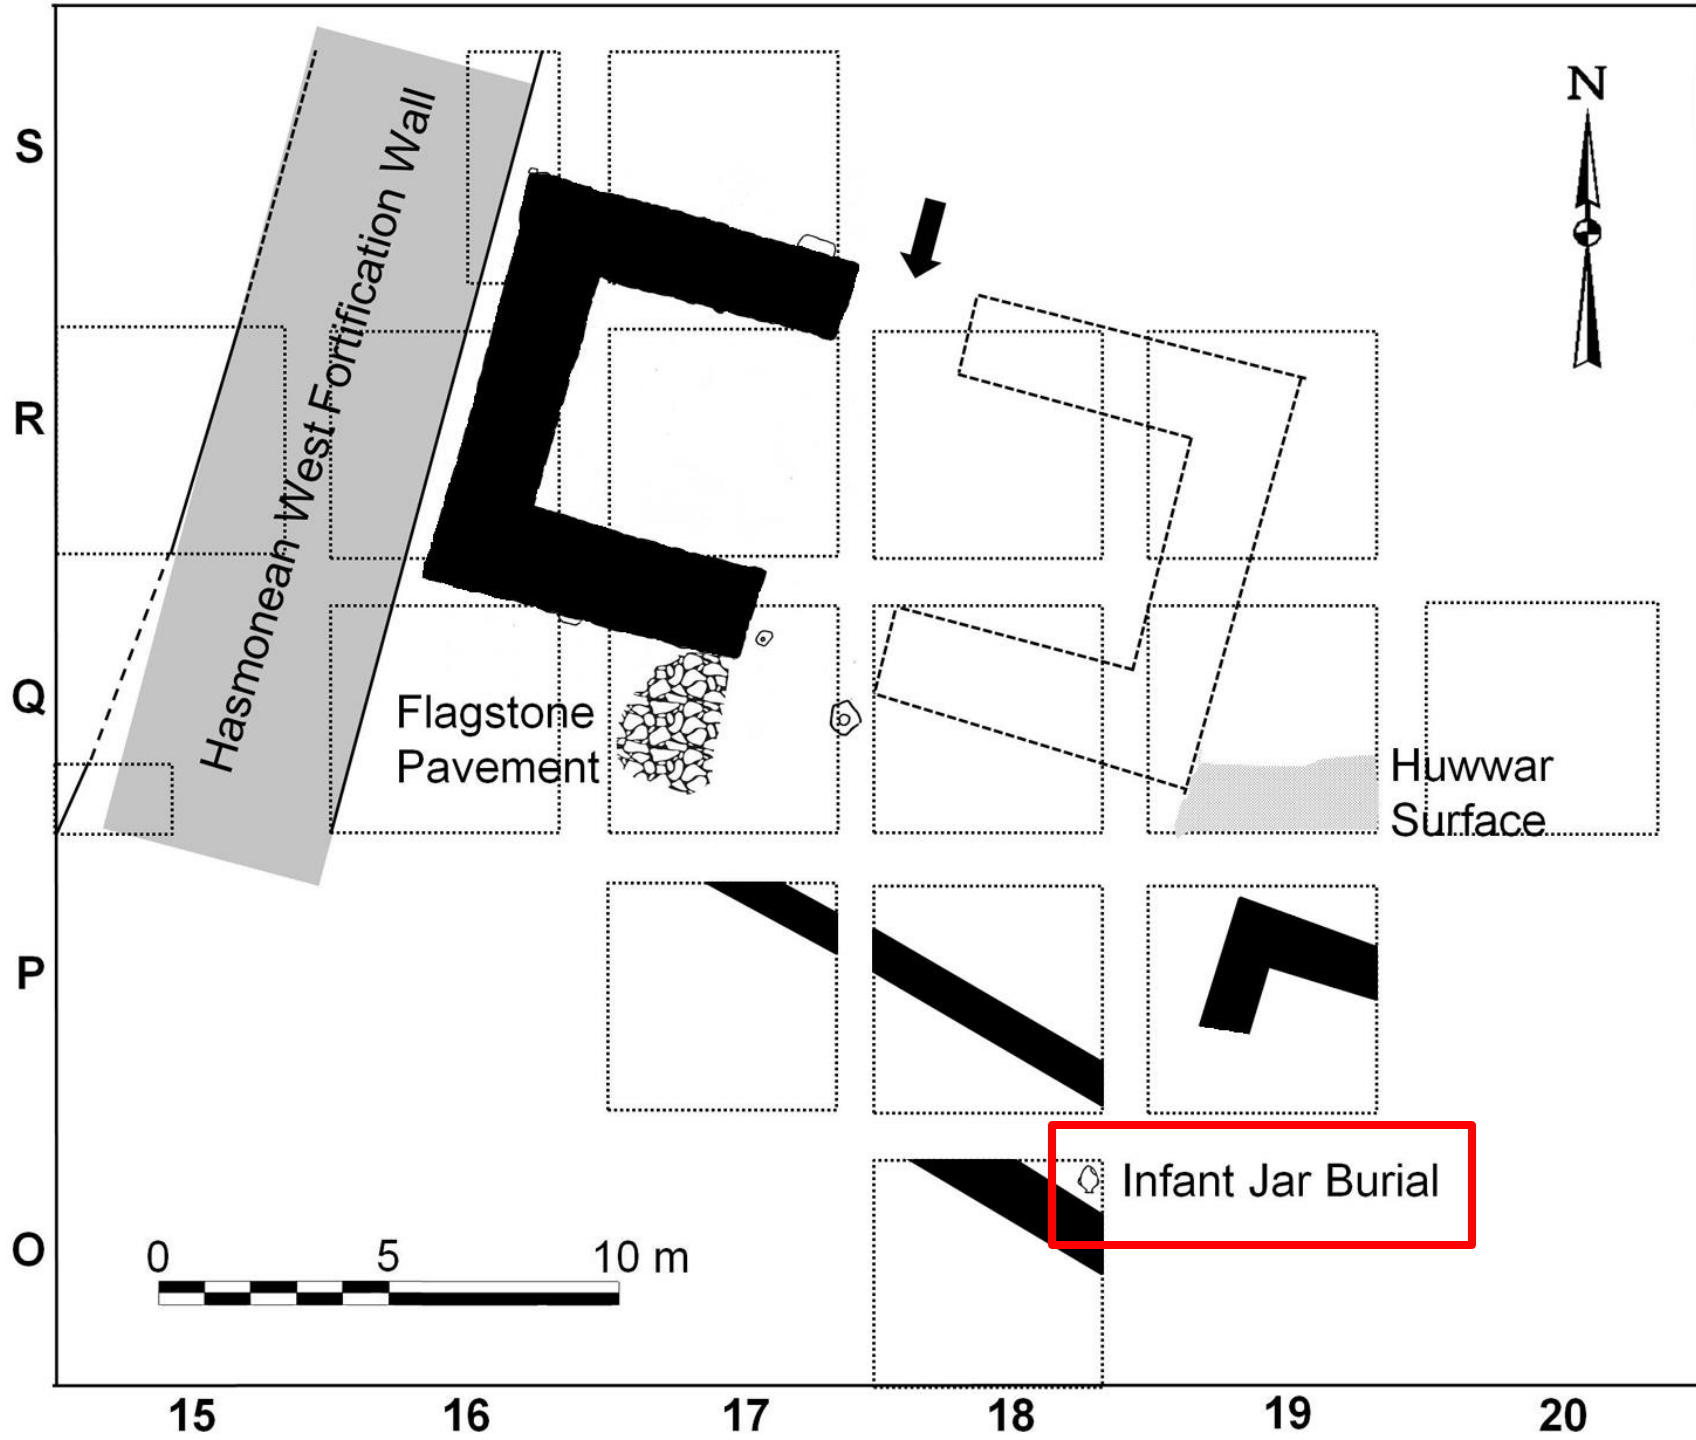 N
S
Hasmonean West Fortification Wall
R
Q
Flagstone
Pavement
Huwwar
Surface
P
Infant Jar Burial
O
0 5 10 m
15 16 17 18 19 20